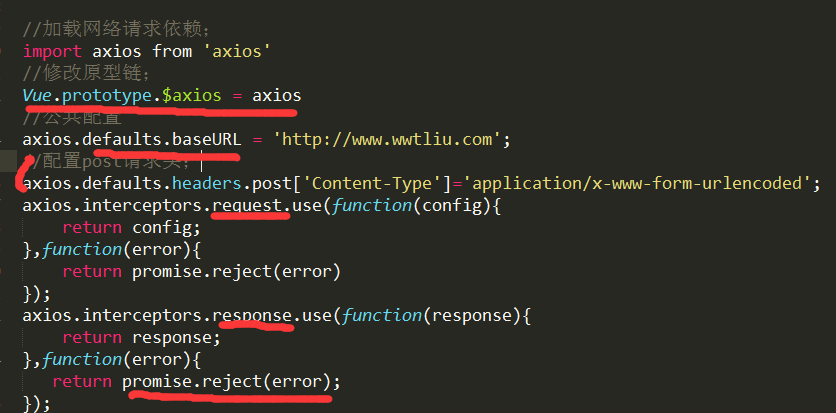 //加载网络请求依赖;
import axios from 'axios'
//修改原型链;
Vue.prototype.$axios = axios
//公共配置
axios.defaults.baseURL = 'http://www.wwtliu.com';
//配置post请求头;
axios.defaults.headers.post['Content-Type']='application/x-www-form-urlencoded';
axios.interceptors.request.use(function(config){
return config;
},function(error){
return promise.reject(error)
});
axios.interceptors.response.use(function(response){
return response;
},function(error){
return promise.reject(error);
});